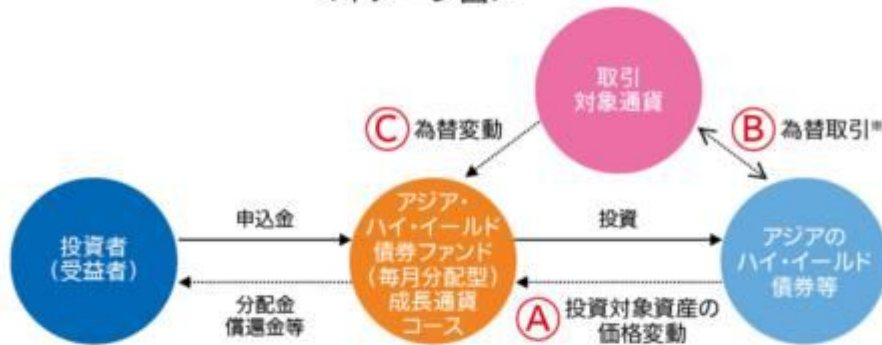 取引
対象通貨
Ⓒ 為替変動
Ⓑ 為替取引※
投資者
(受益者)
申込金
分配金
償還金等
アジア・
ハイ・イールド
債券ファンド
(毎月分配型)
成長通貨
コース
投資
Ⓐ 投資対象資産の
価格変動
アジアの
ハイ・イールド
債券等